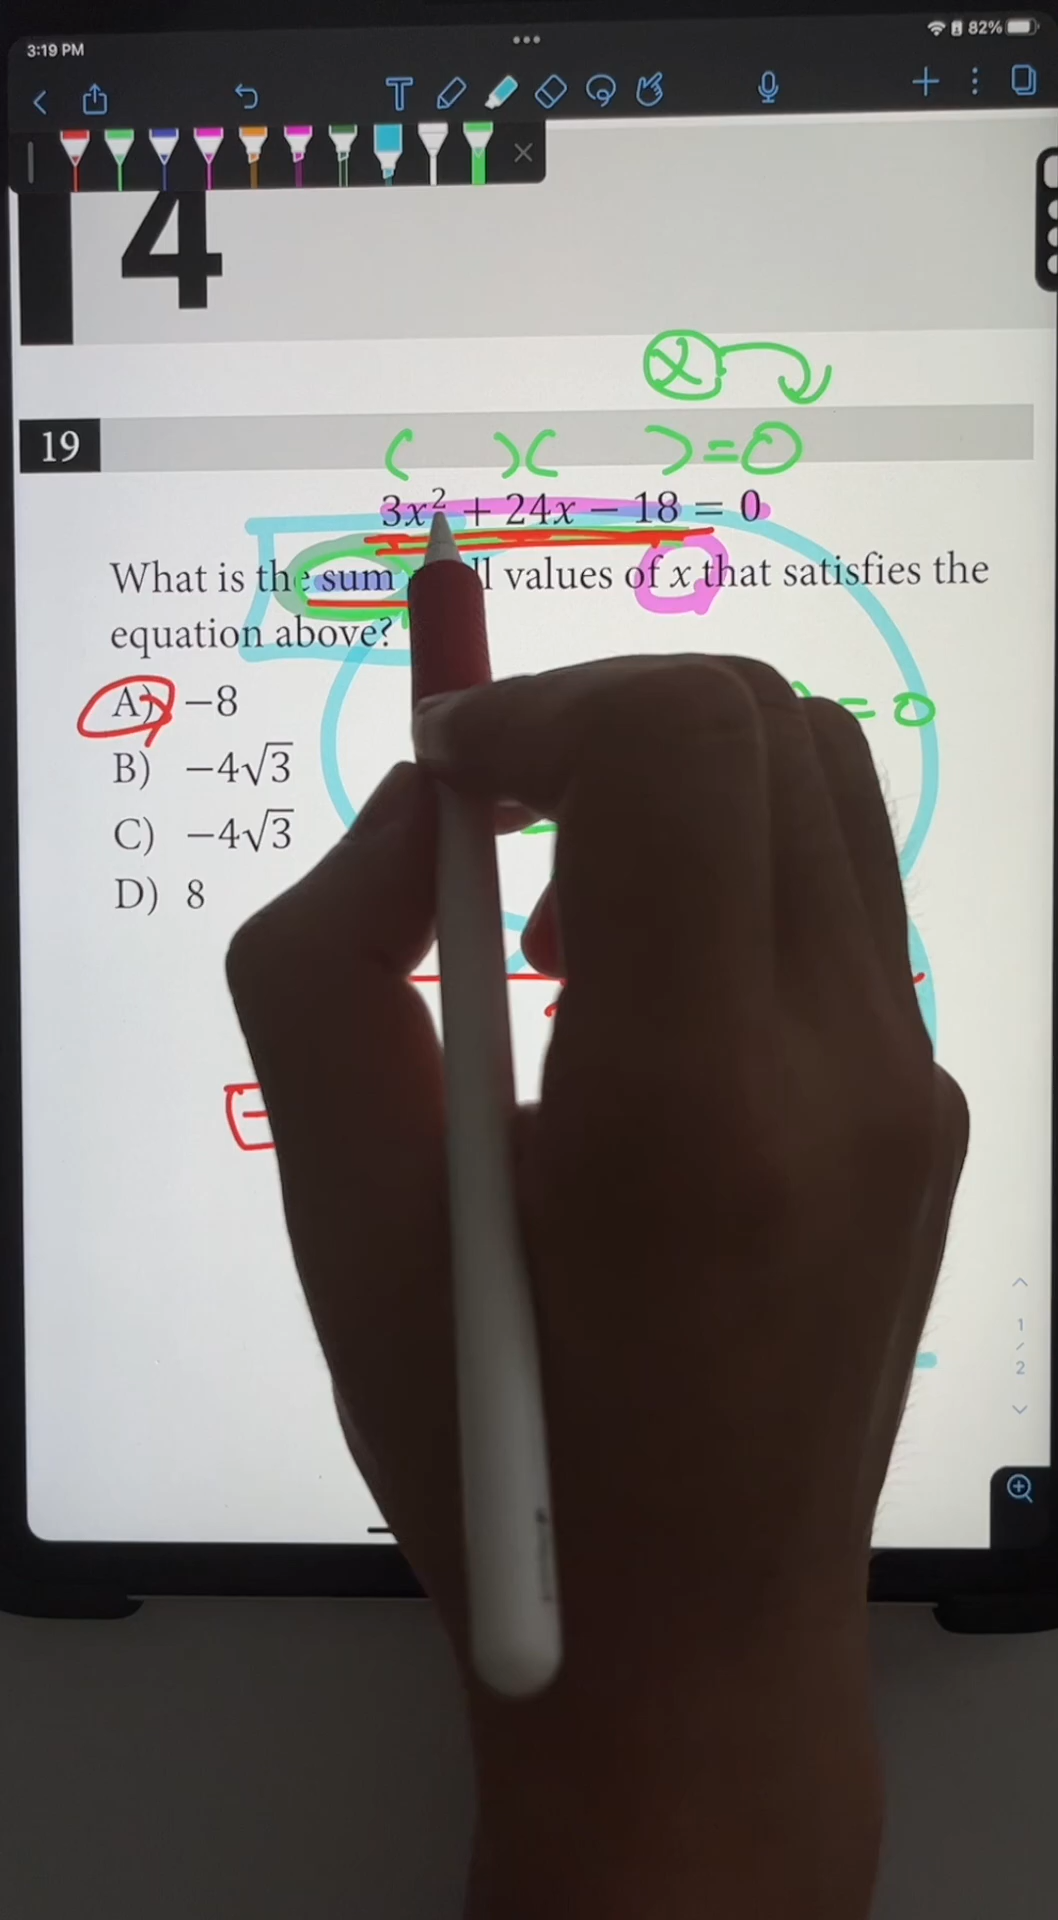 3:19 PM
82%
T
4
x
19
( )( ) = 0
3x² + 24x − 18 = 0
What is the sum ll values of x that satisfies the
equation above?
A) −8
= 0
B) −4√3
C) −4√3
D) 8
1
/
2